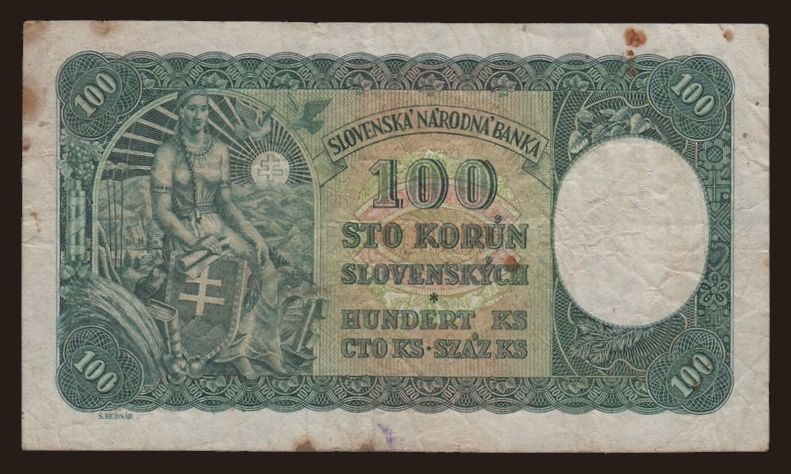 100
100
SLOVENSKÁ NÁRODNÁ BANKA
100
STO KORÚN
SLOVENSKÝCH
*
HUNDERT KS
СТО KS · SZÁZ KS
100
100
Š. BEDNÁR